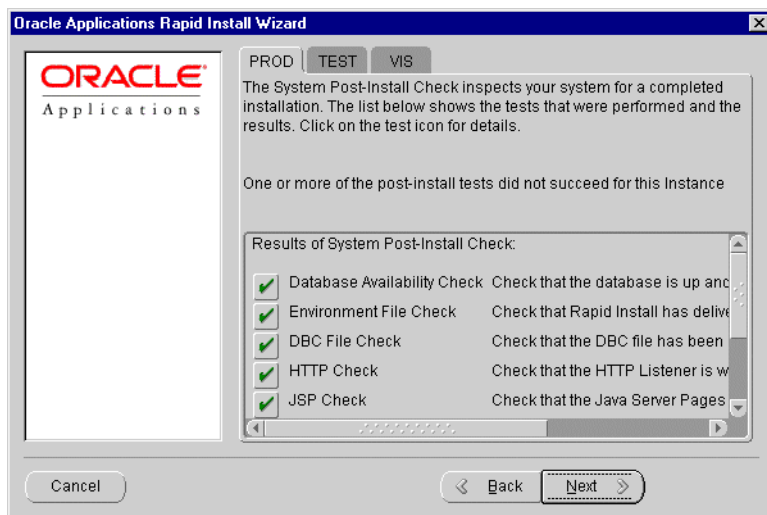 Oracle Applications Rapid Install Wizard
ORACLE
Applications
PROD TEST VIS
The System Post-Install Check inspects your system for a completed
installation. The list below shows the tests that were performed and the
results. Click on the test icon for details.
One or more of the post-install tests did not succeed for this Instance
Results of System Post-Install Check:
Database Availability Check Check that the database is up and
Environment File Check Check that Rapid Install has delive
DBC File Check Check that the DBC file has been
HTTP Check Check that the HTTP Listener is w
JSP Check Check that the Java Server Pages
Cancel Back Next